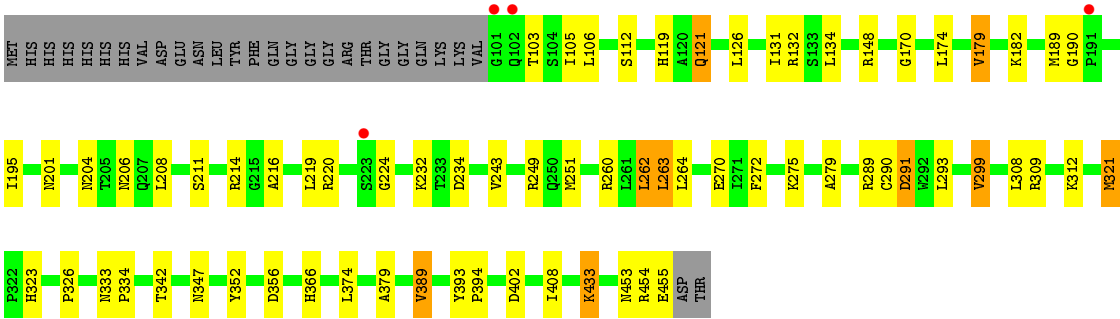 MET HIS HIS HIS HIS HIS HIS VAL ASP GLU ASN LEU TYR PHE GLN GLY GLY GLY GLY ARG THR GLY GLY GLN LYS LYS VAL G101 Q102 T103 S104 I105 L106 S112 H119 A120 Q121 L126 I131 R132 S133 L134 R148 G170 L174 V179 K182 M189 G190 P191
I195 N201 N204 T205 N206 Q207 L208 S211 R214 G215 A216 L219 R220 S223 G224 K232 T233 D234 V243 R249 Q250 M251 R260 L261 L262 L263 L264 E270 I271 F272 K275 A279 R289 C290 D291 W292 L293 V299 L308 R309 K312 M321
P322 H323 P326 N333 P334 T342 N347 Y352 D356 H366 L374 A379 V389 Y393 P394 D402 I408 K433 N453 R454 E455 ASP THR